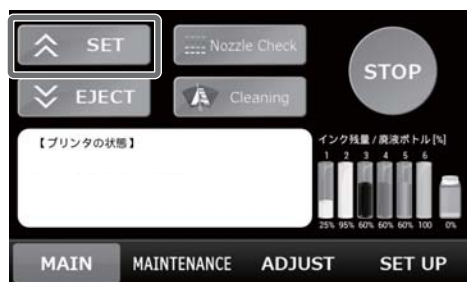 SET
Nozzle Check
STOP
EJECT
Cleaning
【プリンタの状態】
インク残量 / 廃液ボトル [%]
1 2 3 4 5 6
25% 95% 60% 60% 60% 100 0%
MAIN MAINTENANCE ADJUST SET UP